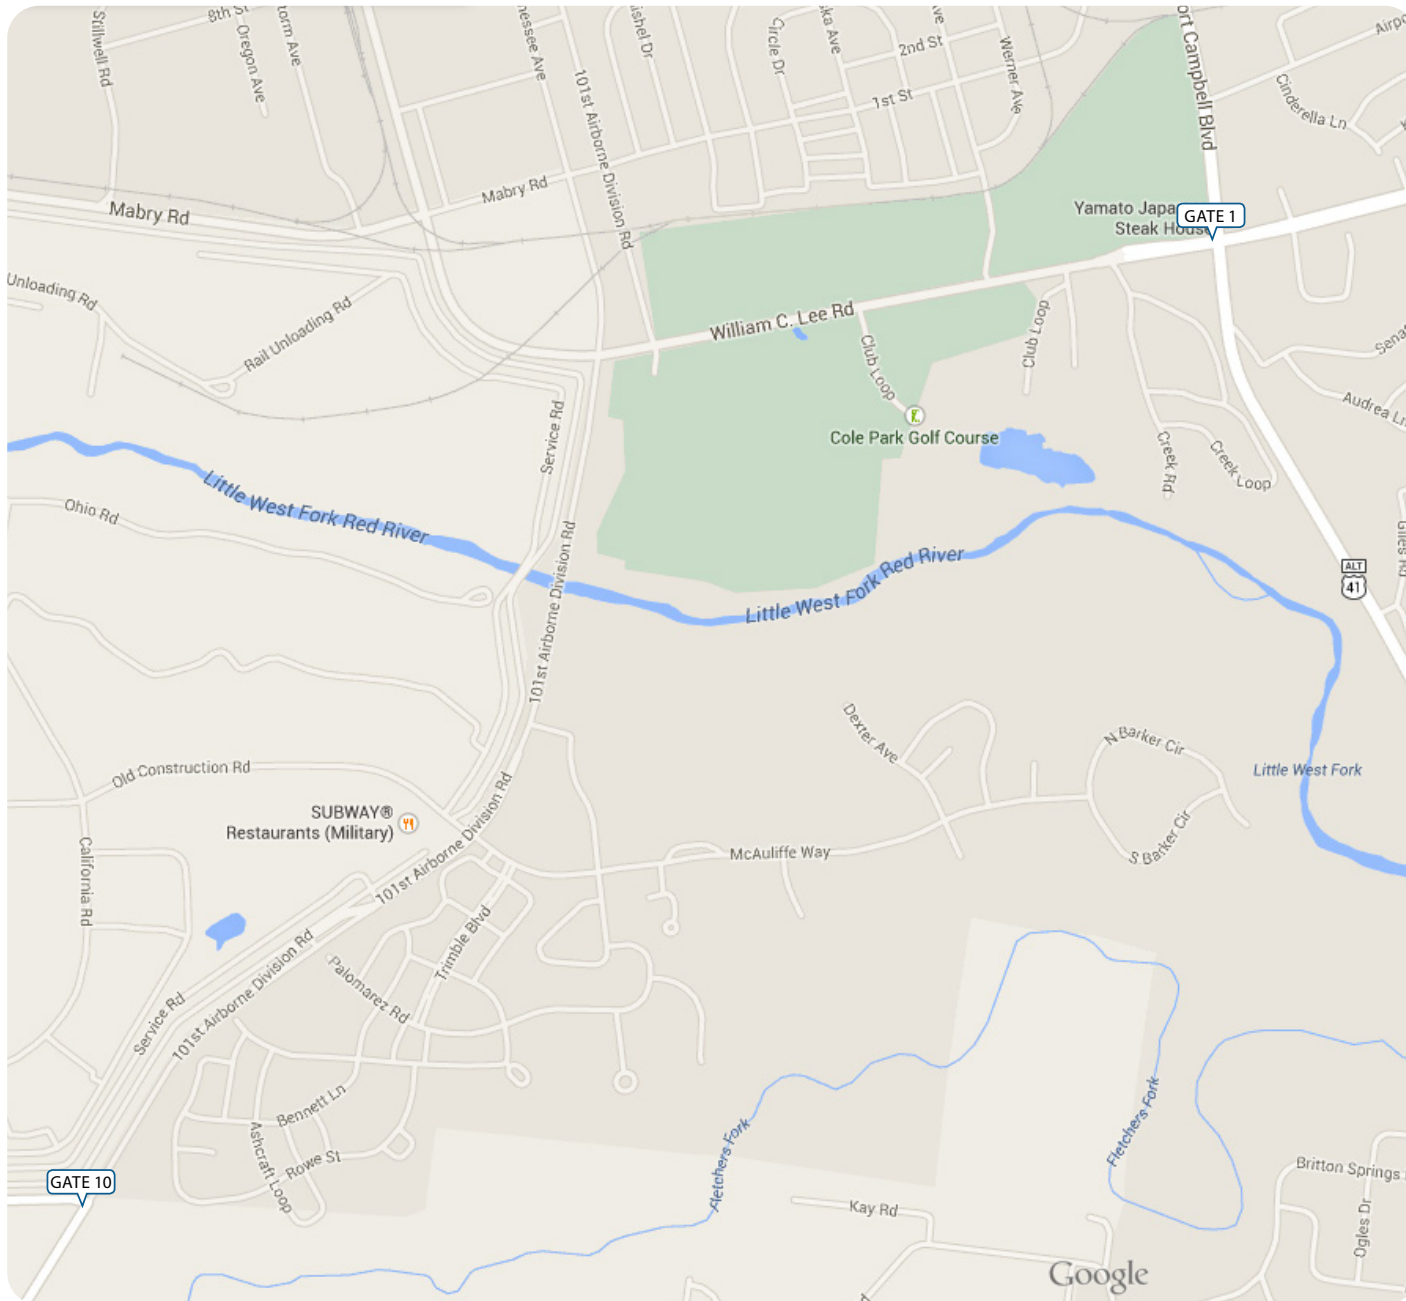 8th St
Stillwell Rd
Oregon Ave
101st Airborne Division Rd
Circle Dr
2nd St
Werner Ave
1st St
Cinderella Ln
Mabry Rd
Mabry Rd
Yamato Japa
Steak House
GATE 1
Unloading Rd
Rail Unloading Rd
William C. Lee Rd
Club Loop
Club Loop
Audrea Ln
Cole Park Golf Course
Service Rd
Creek Rd
Creek Loop
Little West Fork Red River
Ohio Rd
101st Airborne Division Rd
Little West Fork Red River
ALT
41
Giles Rd
Dexter Ave
N Barker Cir
Little West Fork
Old Construction Rd
SUBWAY®
Restaurants (Military)
101st Airborne Division Rd
S Barker Cir
McAuliffe Way
California Rd
Trimble Blvd
Palomarez Rd
Service Rd
101st Airborne Division Rd
Bennett Ln
Ashcraft Loop
Rowe St
Fletchers Fork
Fletchers Fork
GATE 10
Britton Springs
Kay Rd
Ogles Dr
Google